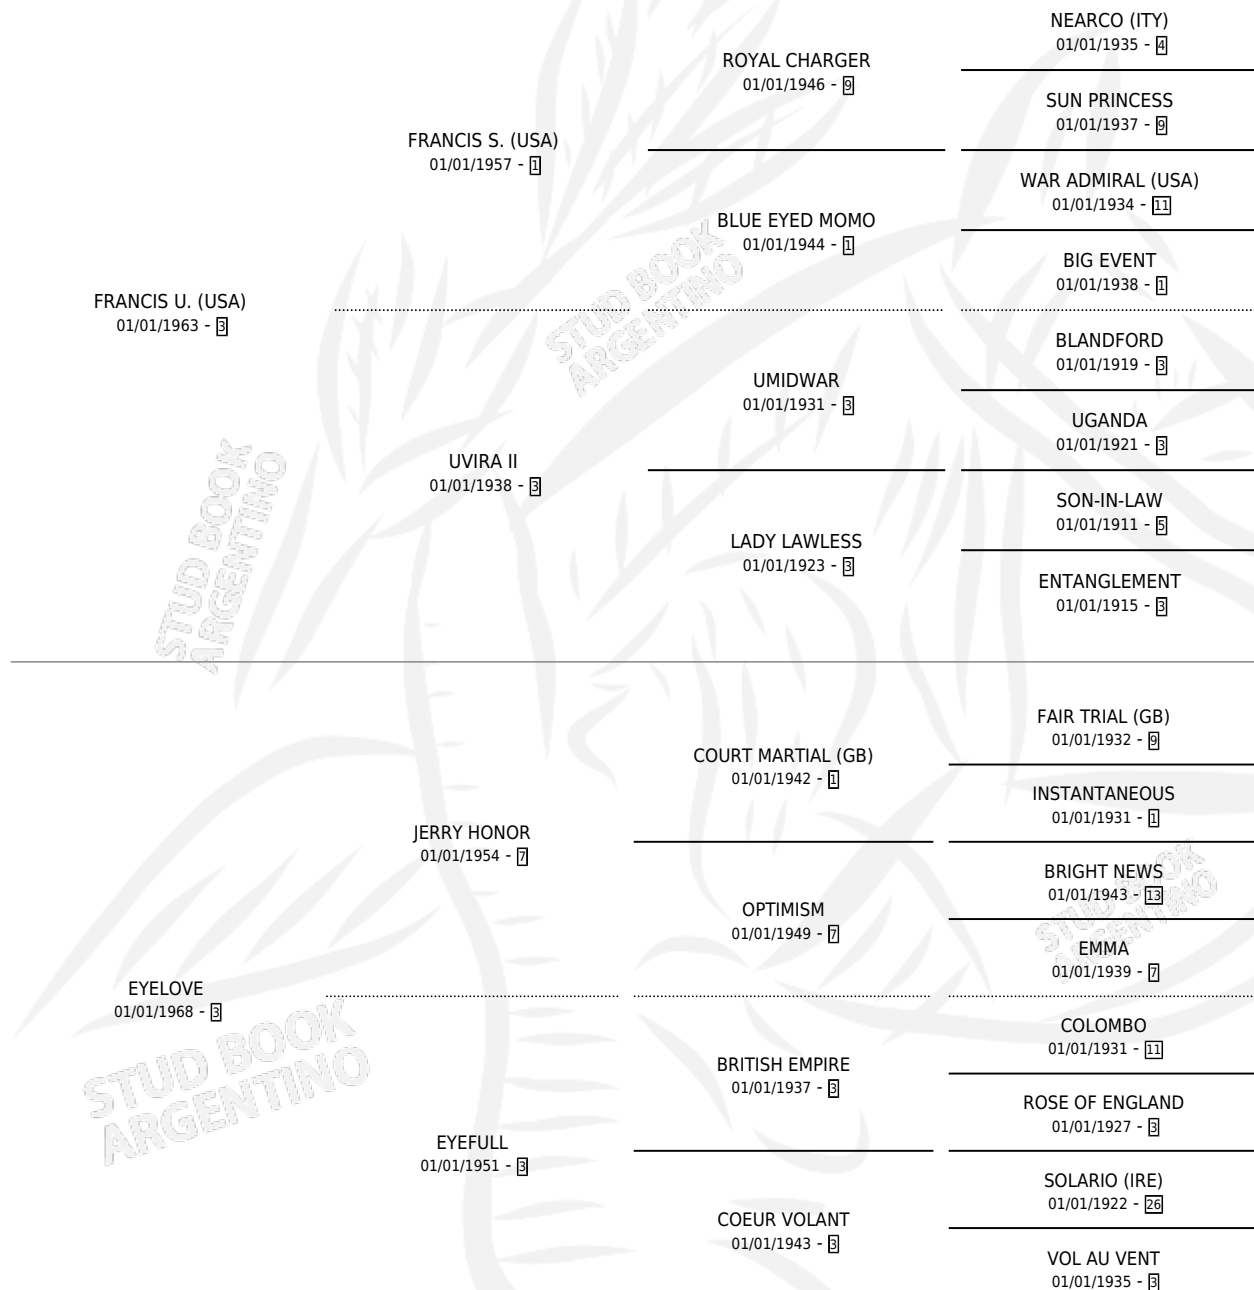 NEARCO (ITY)
01/01/1935 - 4
ROYAL CHARGER
01/01/1946 - 9
SUN PRINCESS
01/01/1937 - 9
FRANCIS S. (USA)
01/01/1957 - 1
WAR ADMIRAL (USA)
01/01/1934 - 11
BLUE EYED MOMO
01/01/1944 - 1
BIG EVENT
01/01/1938 - 1
FRANCIS U. (USA)
01/01/1963 - 3
BLANDFORD
01/01/1919 - 3
UMIDWAR
01/01/1931 - 3
UGANDA
01/01/1921 - 3
UVIRA II
01/01/1938 - 3
SON-IN-LAW
01/01/1911 - 5
LADY LAWLESS
01/01/1923 - 3
ENTANGLEMENT
01/01/1915 - 3
STUD BOOK
ARGENTINO
STUD BOOK
ARGENTINO
FAIR TRIAL (GB)
01/01/1932 - 9
COURT MARTIAL (GB)
01/01/1942 - 1
INSTANTANEOUS
01/01/1931 - 1
JERRY HONOR
01/01/1954 - 7
BRIGHT NEWS
01/01/1943 - 13
OPTIMISM
01/01/1949 - 7
EMMA
01/01/1939 - 7
EYELOVE
01/01/1968 - 3
COLOMBO
01/01/1931 - 11
BRITISH EMPIRE
01/01/1937 - 3
ROSE OF ENGLAND
01/01/1927 - 3
EYEFULL
01/01/1951 - 3
SOLARIO (IRE)
01/01/1922 - 26
COEUR VOLANT
01/01/1943 - 3
VOL AU VENT
01/01/1935 - 3
STUD BOOK
ARGENTINO
STUD BOOK
ARGENTINO